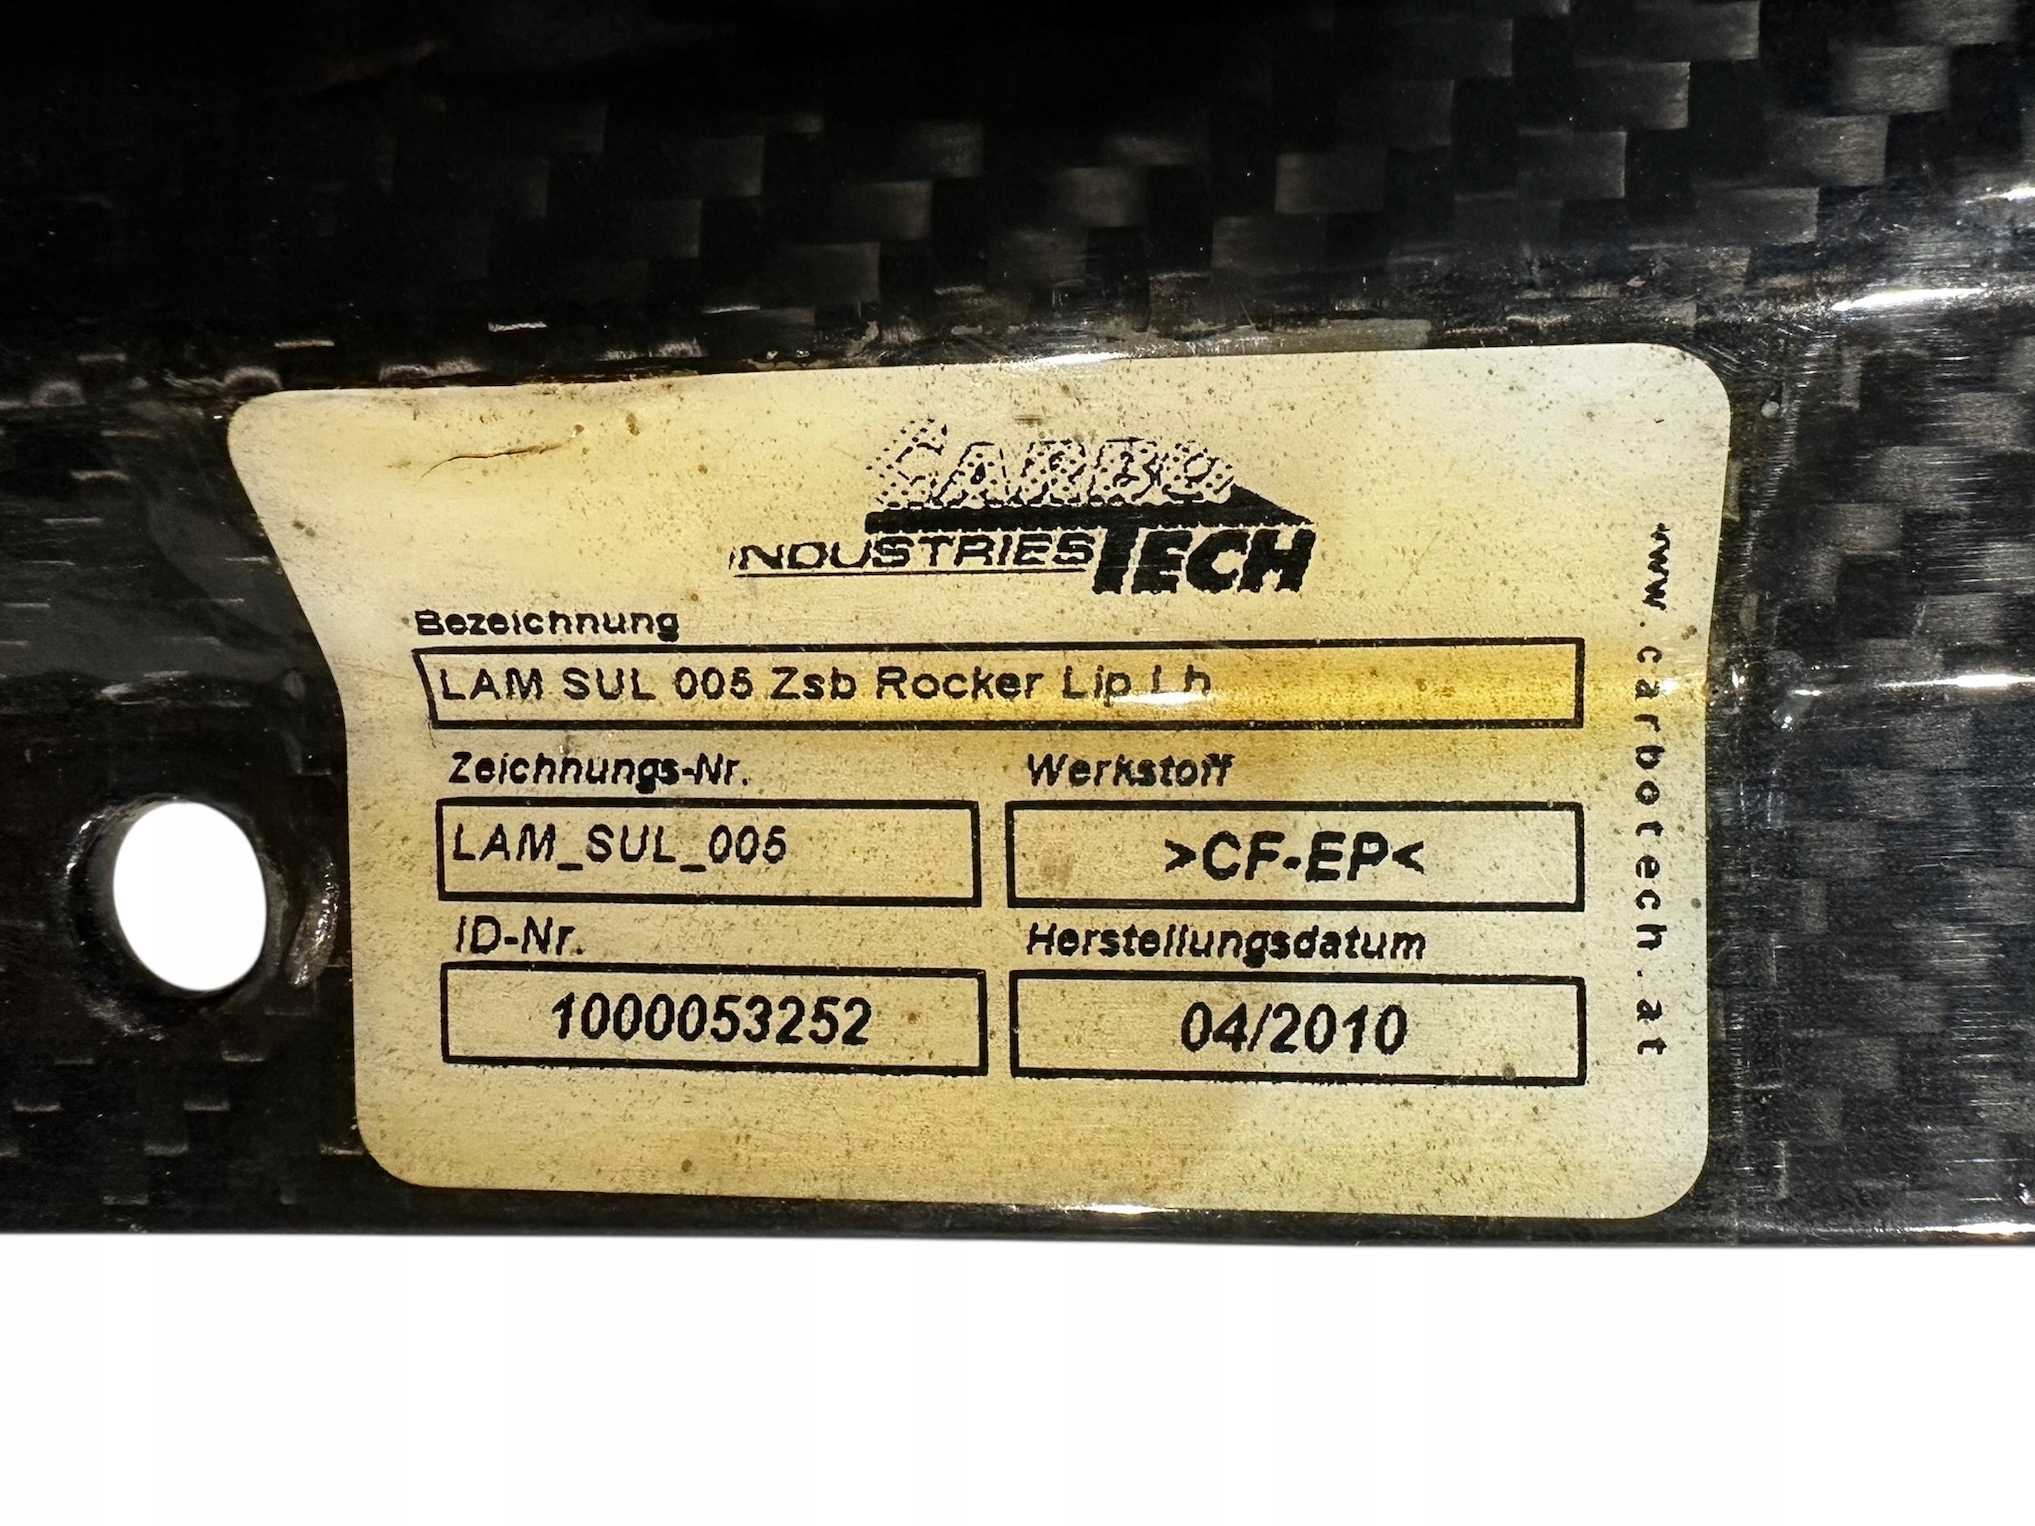 CARBO
INDUSTRIES TECH
Bezeichnung
LAM SUL 005 Zsb Rocker Lip Lh
Zeichnungs-Nr.
Werkstoff
LAM_SUL_005
>CF-EP<
ID-Nr.
Herstellungsdatum
1000053252
04/2010
www.carbotech.at